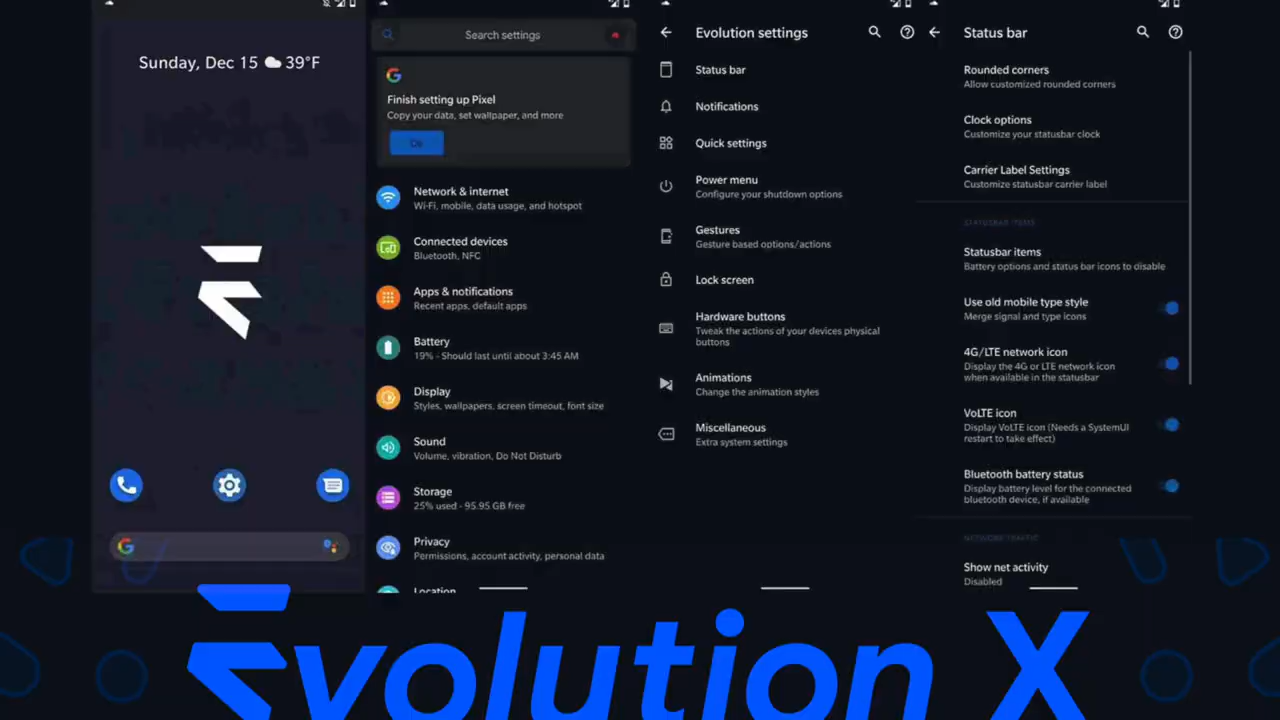 Sunday, Dec 15 39°F
Search settings
Finish setting up Pixel
Copy your data, set wallpaper, and more
Network & internet
Wi-Fi, mobile, data usage, and hotspot
Connected devices
Bluetooth, NFC
Apps & notifications
Recent apps, default apps
Battery
19% - Should last until about 3:45 AM
Display
Styles, wallpapers, screen timeout, font size
Sound
Volume, vibration, Do Not Disturb
Storage
25% used - 95.95 GB free
Privacy
Permissions, account activity, personal data
Location
Evolution settings
Status bar
Notifications
Quick settings
Power menu
Configure your shutdown options
Gestures
Gesture based options/actions
Lock screen
Hardware buttons
Tweak the actions of your devices physical
buttons
Animations
Change the animation styles
Miscellaneous
Extra system settings
Status bar
Rounded corners
Allow customized rounded corners
Clock options
Customize your statusbar clock
Carrier Label Settings
Customize statusbar carrier label
STATUSBAR ITEMS
Statusbar items
Battery options and status bar icons to disable
Use old mobile type style
Merge signal and type icons
4G/LTE network icon
Display the 4G or LTE network icon
when available in the statusbar
VoLTE icon
Display VoLTE icon (Needs a SystemUI
restart to take effect)
Bluetooth battery status
Display battery level for the connected
bluetooth device, if available
NETWORK TRAFFIC
Show net activity
Disabled
Evolution X